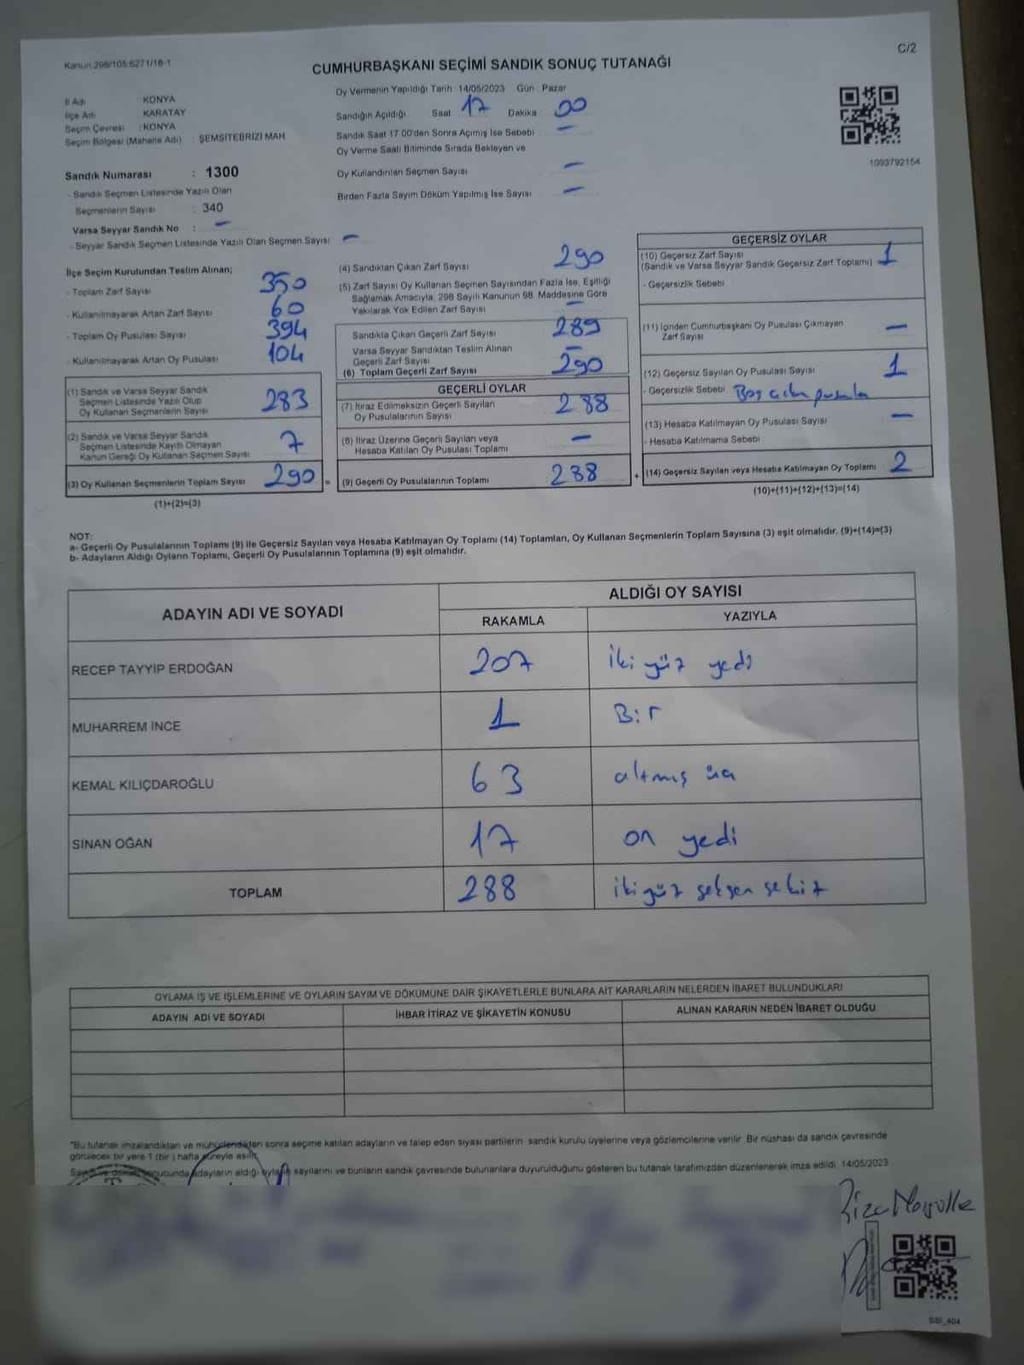 Kanun 298/105.6271/18-1
C/2
CUMHURBAŞKANI SEÇİMİ SANDIK SONUÇ TUTANAĞI
İl Adı KONYA
İlçe Adı KARATAY
Seçim Çevresi : KONYA
Seçim Bölgesi (Mahalle Adı) ŞEMSİTEBRİZİ MAH
Sandık Numarası : 1300
- Sandık Seçmen Listesinde Yazılı Olan
Seçmenlerin Sayısı : 340
Varsa Seyyar Sandık No : –
- Seyyar Sandık Seçmen Listesinde Yazılı Olan Seçmen Sayısı –
Oy Vermenin Yapıldığı Tarih 14/05/2023 Gün : Pazar
Sandığın Açıldığı Saat 17 Dakika 00
Sandık Saat 17:00'dan Sonra Açılmış İse Sebebi –
Oy Verme Saati Bitiminde Sırada Bekleyen ve
Oy Kullandırılan Seçmen Sayısı –
Birden Fazla Sayım Döküm Yapılmış İse Sayısı –
1093792154
İlçe Seçim Kurulundan Teslim Alınan;
- Toplam Zarf Sayısı 350
- Kullanılmayarak Artan Zarf Sayısı 60
- Toplam Oy Pusulası Sayısı 394
- Kullanılmayarak Artan Oy Pusulası 104
(1) Sandık ve Varsa Seyyar Sandık
Seçmen Listesinde Yazılı Olup
Oy Kullanan Seçmenlerin Sayısı 283
(2) Sandık ve Varsa Seyyar Sandık
Seçmen Listesinde Kayıtlı Olmayan
Kanun Gereği Oy Kullanan Seçmen Sayısı 7
(3) Oy Kullanan Seçmenlerin Toplam Sayısı 290 =
(1)+(2)=(3)
(4) Sandıktan Çıkan Zarf Sayısı 290
(5) Zarf Sayısı Oy Kullanan Seçmen Sayısından Fazla İse, Eşitliği
Sağlamak Amacıyla, 298 Sayılı Kanunun 98. Maddesine Göre
Yakılarak Yok Edilen Zarf Sayısı –
Sandıkta Çıkan Geçerli Zarf Sayısı 289
Varsa Seyyar Sandıktan Teslim Alınan
Geçerli Zarf Sayısı –
(6) Toplam Geçerli Zarf Sayısı 290
GEÇERLİ OYLAR
(7) İtiraz Edilmeksizin Geçerli Sayılan
Oy Pusulalarının Sayısı 288
(8) İtiraz Üzerine Geçerli Sayılan veya
Hesaba Katılan Oy Pusulası Toplamı –
(9) Geçerli Oy Pusulalarının Toplamı 288 +
GEÇERSİZ OYLAR
(10) Geçersiz Zarf Sayısı
(Sandık ve Varsa Seyyar Sandık Geçersiz Zarf Toplamı) 1
- Geçersizlik Sebebi
(11) İçinden Cumhurbaşkanı Oy Pusulası Çıkmayan
Zarf Sayısı –
(12) Geçersiz Sayılan Oy Pusulası Sayısı 1
- Geçersizlik Sebebi Boş pusula
(13) Hesaba Katılmayan Oy Pusulası Sayısı –
- Hesaba Katılmama Sebebi
(14) Geçersiz Sayılan veya Hesaba Katılmayan Oy Toplamı 2
(10)+(11)+(12)+(13)=(14)
NOT:
a- Geçerli Oy Pusulalarının Toplamı (9) ile Geçersiz Sayılan veya Hesaba Katılmayan Oy Toplamı (14) Toplamları, Oy Kullanan Seçmenlerin Toplam Sayısına (3) eşit olmalıdır. (9)+(14)=(3)
b- Adayların Aldığı Oyların Toplamı, Geçerli Oy Pusulalarının Toplamına (9) eşit olmalıdır.
ADAYIN ADI VE SOYADI
ALDIĞI OY SAYISI
RAKAMLA YAZIYLA
RECEP TAYYİP ERDOĞAN 207 iki yüz yedi
MUHARREM İNCE 1 Bir
KEMAL KILIÇDAROĞLU 63 altmış üç
SİNAN OĞAN 17 on yedi
TOPLAM 288 iki yüz seksen sekiz
OYLAMA İŞ VE İŞLEMLERİNE VE OYLARIN SAYIM VE DÖKÜMÜNE DAİR ŞİKAYETLERLE BUNLARA AİT KARARLARIN NELERDEN İBARET BULUNDUKLARI
ADAYIN ADI VE SOYADI İHBAR İTİRAZ VE ŞİKAYETİN KONUSU ALINAN KARARIN NEDEN İBARET OLDUĞU
"Bu tutanak imzalandıktan ve mühürlendikten sonra seçime katılan adayların ve talep eden siyasi partilerin sandık kurulu üyelerine veya gözlemcilerine verilir. Bir nüshası da sandık çevresinde
görülecek bir yere 1 (bir) hafta süreyle asılır.
adayların aldığı oyların sayılarını ve bunların sandık çevresinde bulunanlara duyurulduğunu gösteren bu tutanak tarafımızdan düzenlenerek imza edildi. 14/05/2023